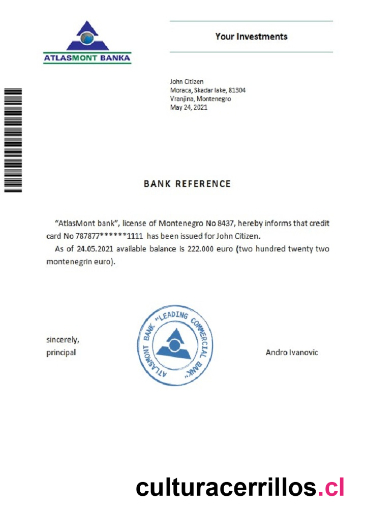 Your Investments
ATLASMONT BANKA
John Citizen
Moraca, Skadar lake, 81304
Vranjina, Montenegro
May 24, 2021
BANK REFERENCE
"AtlasMont bank", license of Montenegro No 8437, hereby informs that credit
card No 787877******1111 has been issued for John Citizen.
As of 24.05.2021 available balance is 222.000 euro (two hundred twenty two
montenegrin euro).
ATLASMONT BANK "LEADING COMMERCIAL BANK"
sincerely,
principal
Andro Ivanovic
culturacerrillos.cl